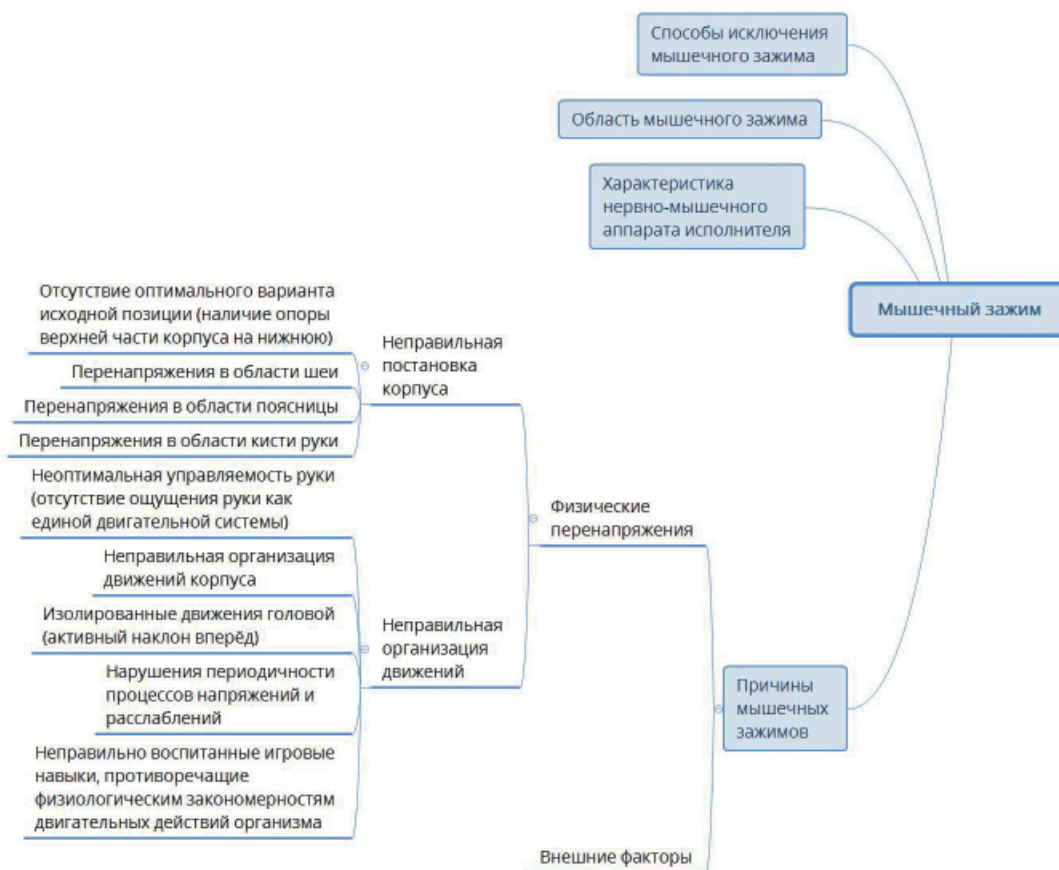 Способы исключения
мышечного зажима
Область мышечного зажима
Характеристика
нервно-мышечного
аппарата исполнителя
Мышечный зажим
Отсутствие оптимального варианта
исходной позиции (наличие опоры
верхней части корпуса на нижнюю)
Перенапряжения в области шеи
Перенапряжения в области поясницы
Перенапряжения в области кисти руки
Неправильная
постановка
корпуса
Неоптимальная управляемость руки
(отсутствие ощущения руки как
единой двигательной системы)
Неправильная организация
движений корпуса
Изолированные движения головой
(активный наклон вперёд)
Нарушения периодичности
процессов напряжений и
расслаблений
Неправильно воспитанные игровые
навыки, противоречащие
физиологическим закономерностям
двигательных действий организма
Неправильная
организация
движений
Физические
перенапряжения
Причины
мышечных
зажимов
Внешние факторы